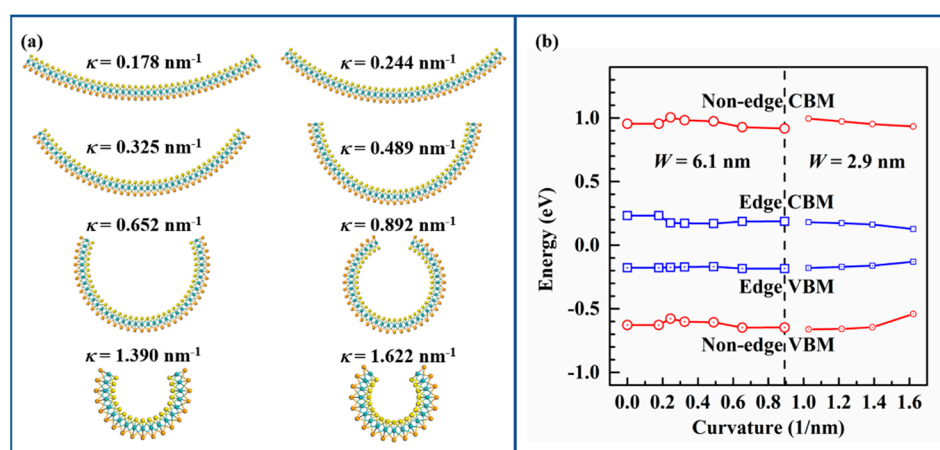 (a)
κ = 0.178 nm⁻¹
κ = 0.244 nm⁻¹
κ = 0.325 nm⁻¹
κ = 0.489 nm⁻¹
κ = 0.652 nm⁻¹
κ = 0.892 nm⁻¹
κ = 1.390 nm⁻¹
κ = 1.622 nm⁻¹
(b)
Energy (eV)
1.0
0.5
0.0
-0.5
-1.0
Non-edge CBM
W = 6.1 nm
W = 2.9 nm
Edge CBM
Edge VBM
Non-edge VBM
0.0 0.2 0.4 0.6 0.8 1.0 1.2 1.4 1.6
Curvature (1/nm)